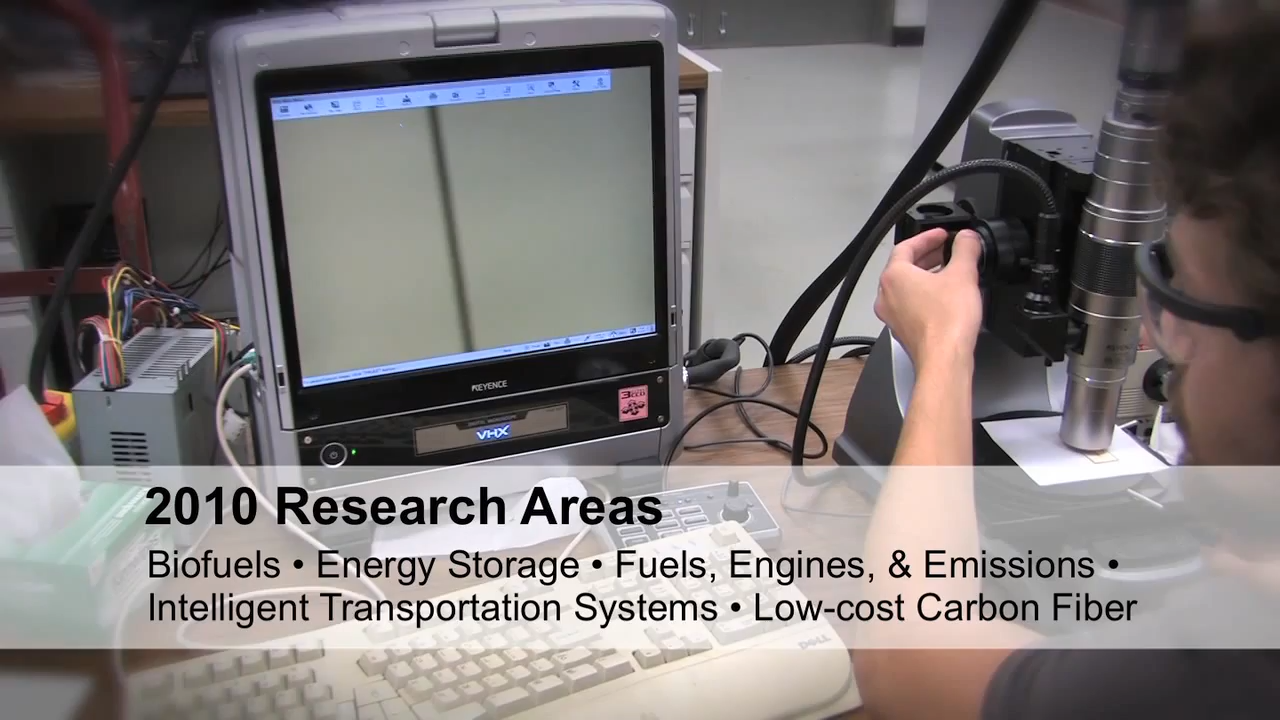 KEYENCE
VHX
2010 Research Areas
Biofuels • Energy Storage • Fuels, Engines, & Emissions •
Intelligent Transportation Systems • Low-cost Carbon Fiber
DELL